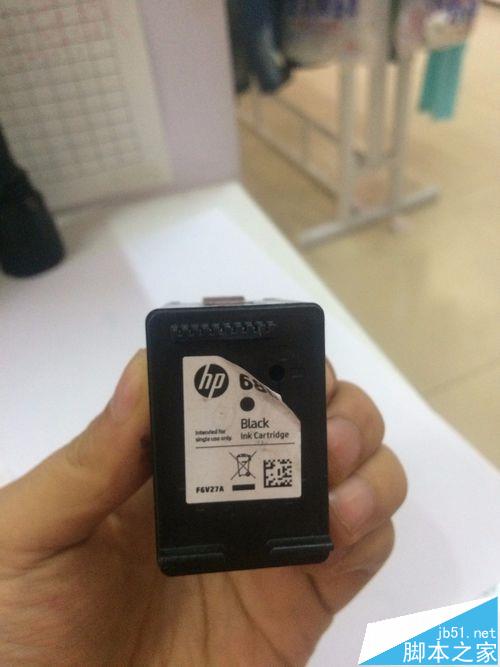 hp
Black
Intended for
single use only.
Ink Cartridge
F6V27A
jb51.net
脚本之家